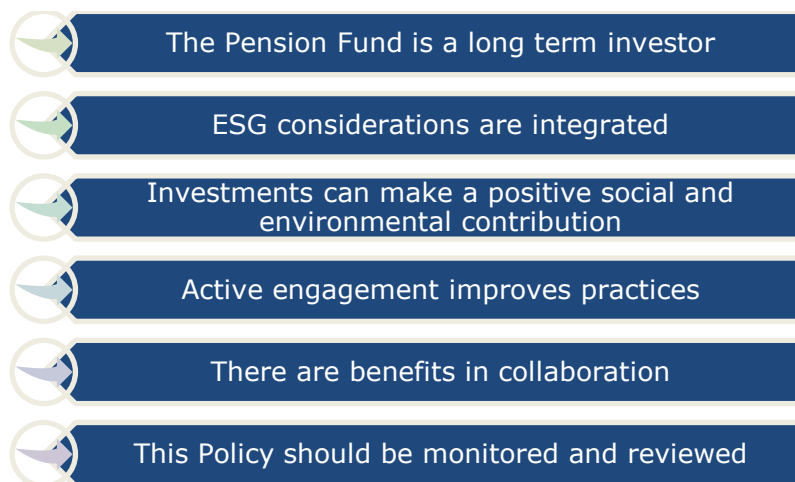 The Pension Fund is a long term investor
ESG considerations are integrated
Investments can make a positive social and
environmental contribution
Active engagement improves practices
There are benefits in collaboration
This Policy should be monitored and reviewed